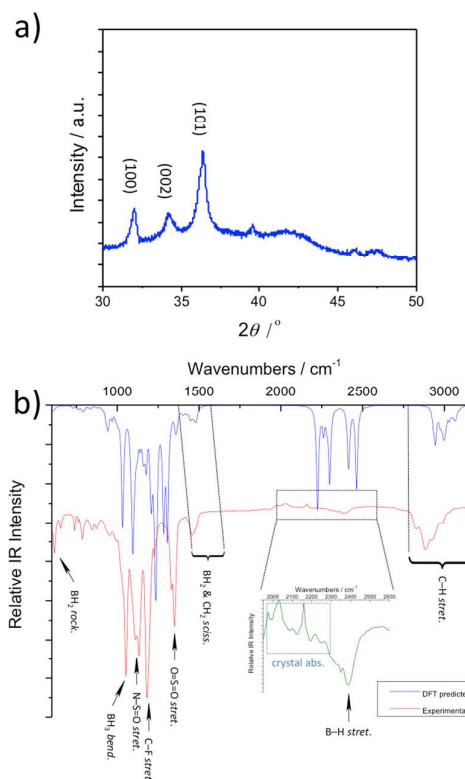 a)
Intensity / a.u.
(100)
(002)
(101)
30 35 40 45 50
2θ /°
b)
Wavenumbers / cm⁻¹
1000 1500 2000 2500 3000
Relative IR Intensity
BH₂ rock.
BH₃ bend.
N–S=O stret.
C–F stret
O=S=O stret.
BH₂ & CH₂ sciss.
C–H stret.
Wavenumbers / cm⁻¹
2000 2100 2200 2300 2400 2500 2600
Relative IR Intensity
crystal abs.
B–H stret.
DFT predicte
Experimenta